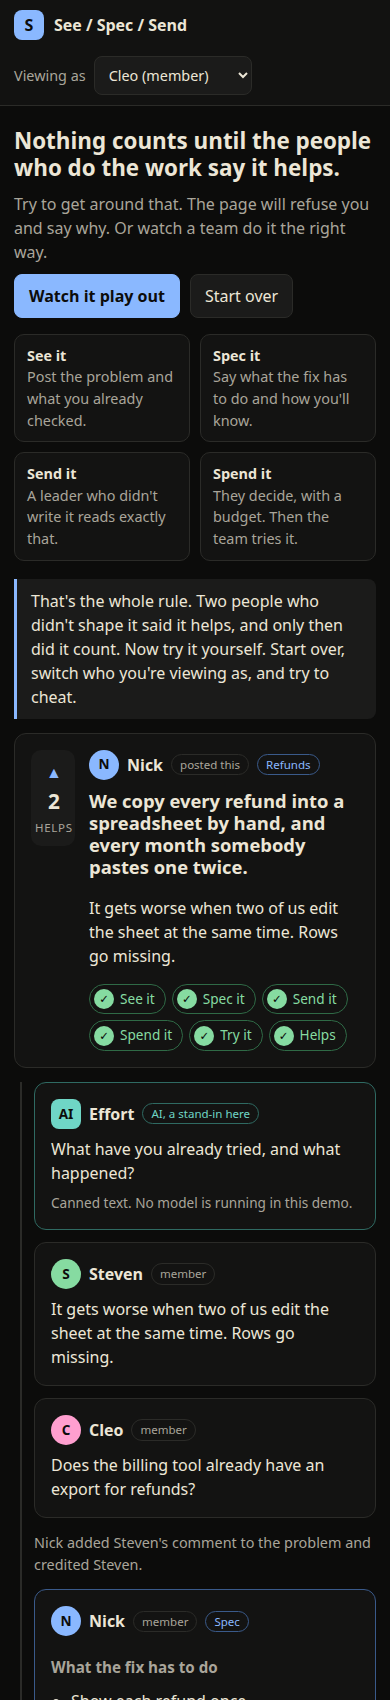 S See / Spec / Send
Viewing as Cleo (member)
Nothing counts until the people
who do the work say it helps.
Try to get around that. The page will refuse you
and say why. Or watch a team do it the right
way.
Watch it play out Start over
See it
Post the problem and
what you already
checked.
Spec it
Say what the fix has
to do and how you'll
know.
Send it
A leader who didn't
write it reads exactly
that.
Spend it
They decide, with a
budget. Then the
team tries it.
That's the whole rule. Two people who
didn't shape it said it helps, and only then
did it count. Now try it yourself. Start over,
switch who you're viewing as, and try to
cheat.
▲
2
HELPS
N Nick posted this Refunds
We copy every refund into a
spreadsheet by hand, and
every month somebody
pastes one twice.
It gets worse when two of us edit
the sheet at the same time. Rows
go missing.
✓ See it ✓ Spec it ✓ Send it
✓ Spend it ✓ Try it ✓ Helps
AI Effort AI, a stand-in here
What have you already tried, and what
happened?
Canned text. No model is running in this demo.
S Steven member
It gets worse when two of us edit the
sheet at the same time. Rows go
missing.
C Cleo member
Does the billing tool already have an
export for refunds?
Nick added Steven's comment to the problem and
credited Steven.
N Nick member Spec
What the fix has to do
• Show each refund once